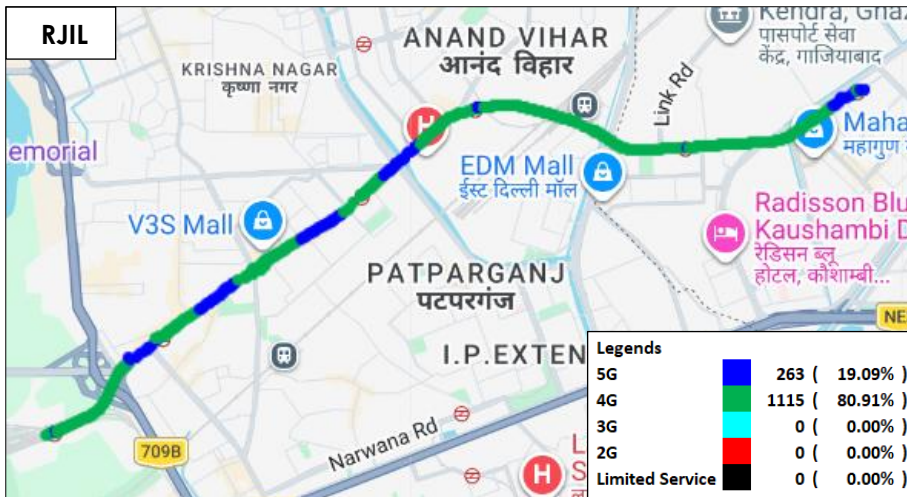 RJIL
ANAND VIHAR
आनंद विहार
KRISHNA NAGAR
कृष्णा नगर
Kendra,
पासपोर्ट सेवा
केंद्र, गाजियाबाद
Link Rd
H
Maha
महागुण
emorial
EDM Mall
ईस्ट दिल्ली मॉल
V3S Mall
Radisson Blu
Kaushambi D
रेडिसन ब्लू
होटल, कौशाम्बी...
PATPARGANJ
पटपरगंज
NE
I.P.EXTEN
Narwana Rd
709B
H
L
S
Legends
5G 263 ( 19.09% )
4G 1115 ( 80.91% )
3G 0 ( 0.00% )
2G 0 ( 0.00% )
Limited Service 0 ( 0.00% )